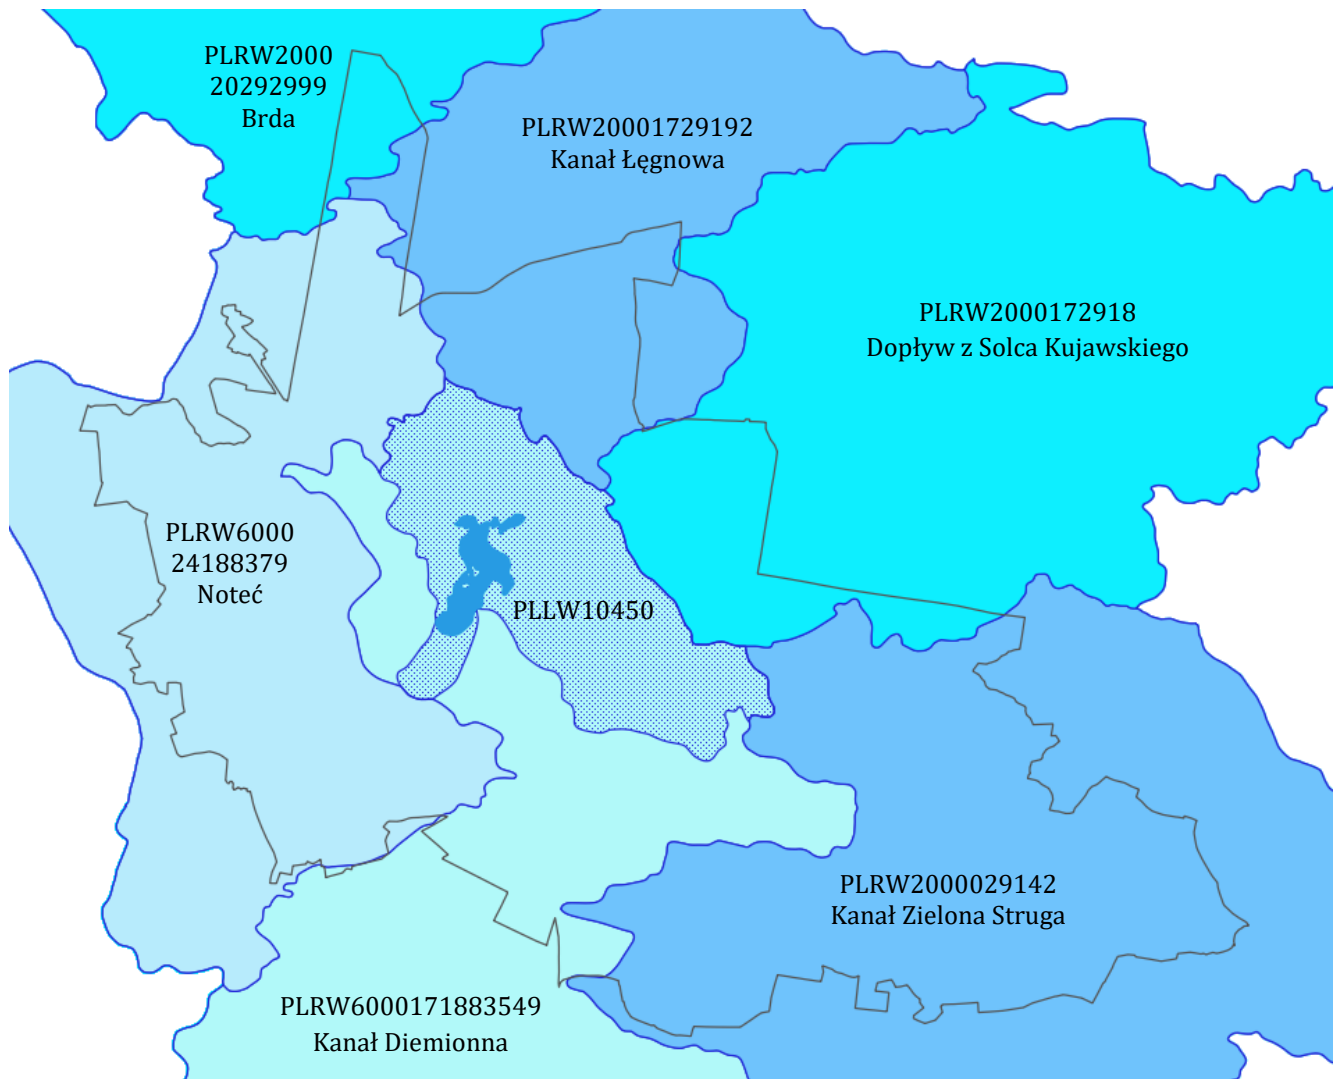 PLRW2000
20292999
Brda
PLRW20001729192
Kanał Łęgnowa
PLRW2000172918
Dopływ z Solca Kujawskiego
PLRW6000
24188379
Noteć
PLLW10450
PLRW2000029142
Kanał Zielona Struga
PLRW6000171883549
Kanał Diemionna